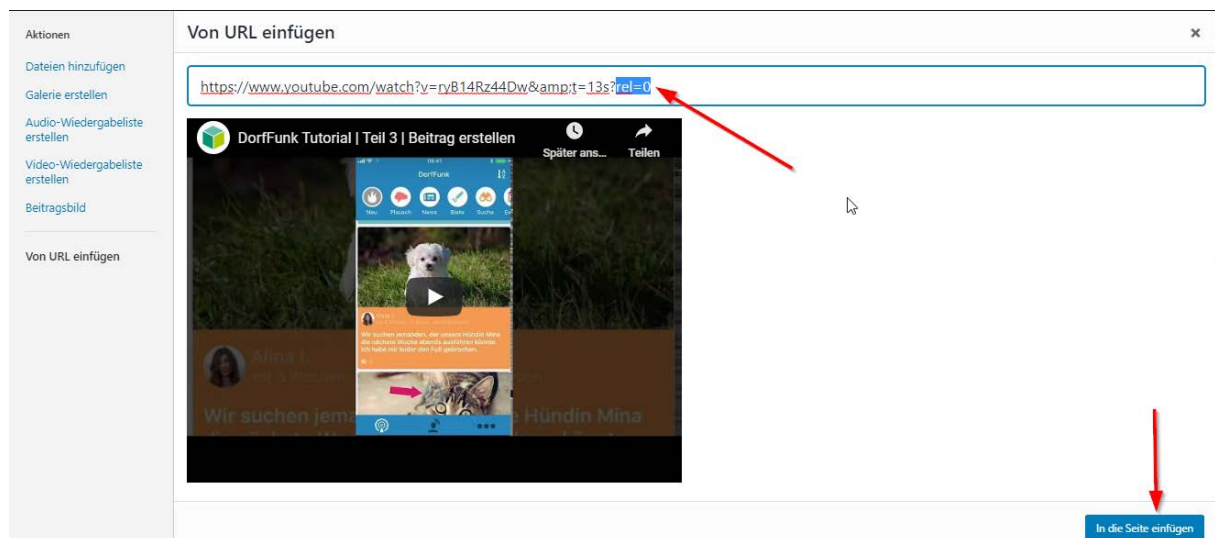 Aktionen
Dateien hinzufügen
Galerie erstellen
Audio-Wiedergabeliste
erstellen
Video-Wiedergabeliste
erstellen
Beitragsbild
Von URL einfügen
Von URL einfügen
×
https://www.youtube.com/watch?v=ryB14Rz44Dw&amp;t=13s?rel=0
DorfFunk Tutorial | Teil 3 | Beitrag erstellen
Später ans...
Teilen
DorfFunk
Neu Plausch News Biete Suche
Alina I.
Wir suchen jemanden, der unsere Hündin Mina
die nächste Woche abends ausführen könnte.
Ich habe mir leider den Fuß gebrochen.
Alina I.
Wir suchen jema
e Hündin Mina
In die Seite einfügen